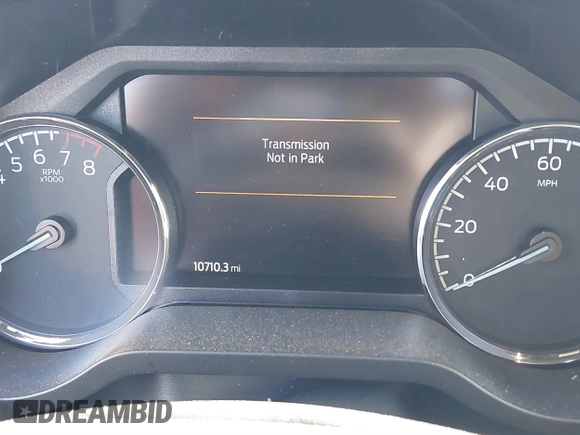 Transmission
Not in Park
10710.3 mi
4 5 6 7 8
RPM
x1000
0 20 40 60
MPH
DREAMBID